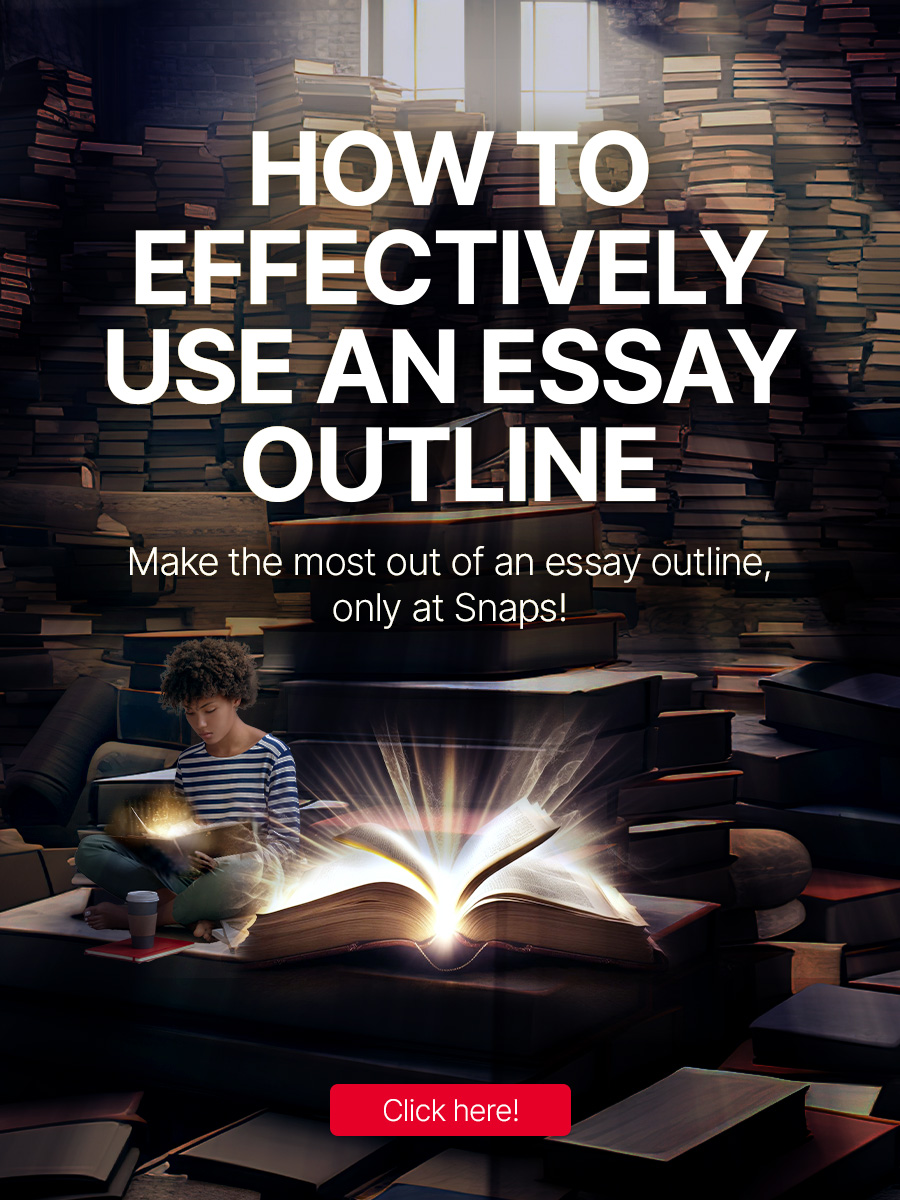 HOW TO
EFFECTIVELY
USE AN ESSAY
OUTLINE
Make the most out of an essay outline,
only at Snaps!
Click here!